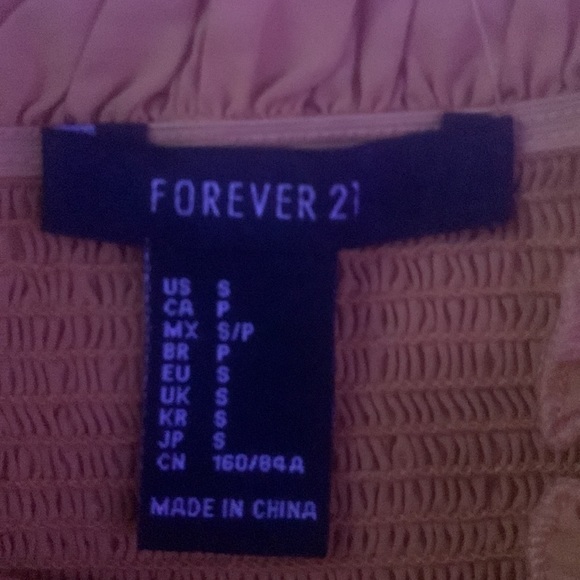 FOREVER 21
US S
CA P
MX S/P
BR P
EU S
UK S
KR S
JP S
CN 160/84A
MADE IN CHINA